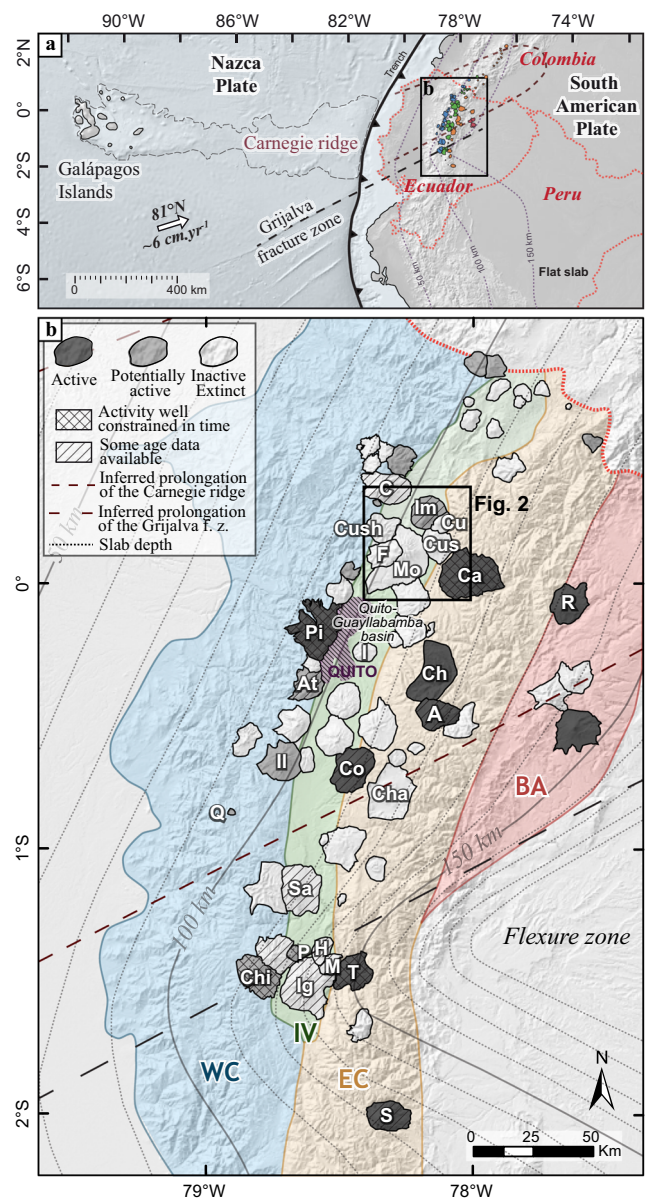 90°W
86°W
82°W
78°W
74°W
a
2°N
0°
2°S
4°S
6°S
Nazca
Plate
Trench
Colombia
b
South
American
Plate
Carnegie ridge
Galápagos
Islands
Ecuador
Peru
81°N
~6 cm.yr-1
Grijalva
fracture zone
50 km
100 km
150 km
Flat slab
0
400 km
b
Active
Potentially
active
Inactive
Extinct
Activity well
constrained in time
Some age data
available
Inferred prolongation
of the Carnegie ridge
Inferred prolongation
of the Grijalva f. z.
Slab depth
50 km
C
Im
Fig. 2
Cush
Cu
F
Cus
Mo
Ca
0°
R
Quito-
Guayllabamba
basin
Pi
I
QUITO
At
Ch
A
Il
Co
Cha
BA
Q
1°S
150 km
Sa
100 km
Flexure zone
P
H
M
T
Chi
Ig
IV
WC
EC
N
2°S
S
0
25
50
Km
79°W
78°W